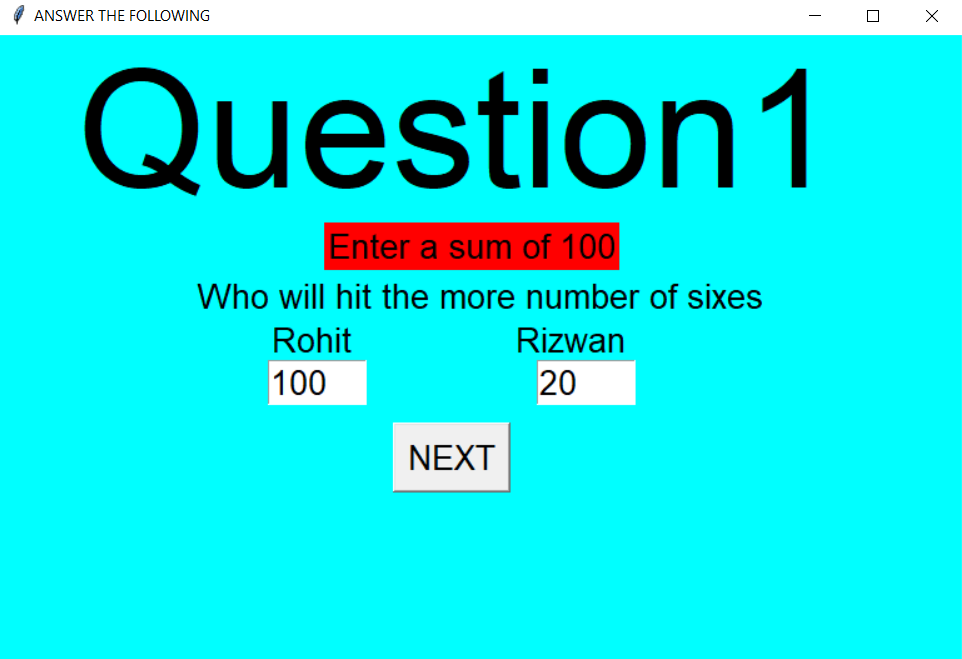 ANSWER THE FOLLOWING
Question1
Enter a sum of 100
Who will hit the more number of sixes
Rohit Rizwan
100 20
NEXT